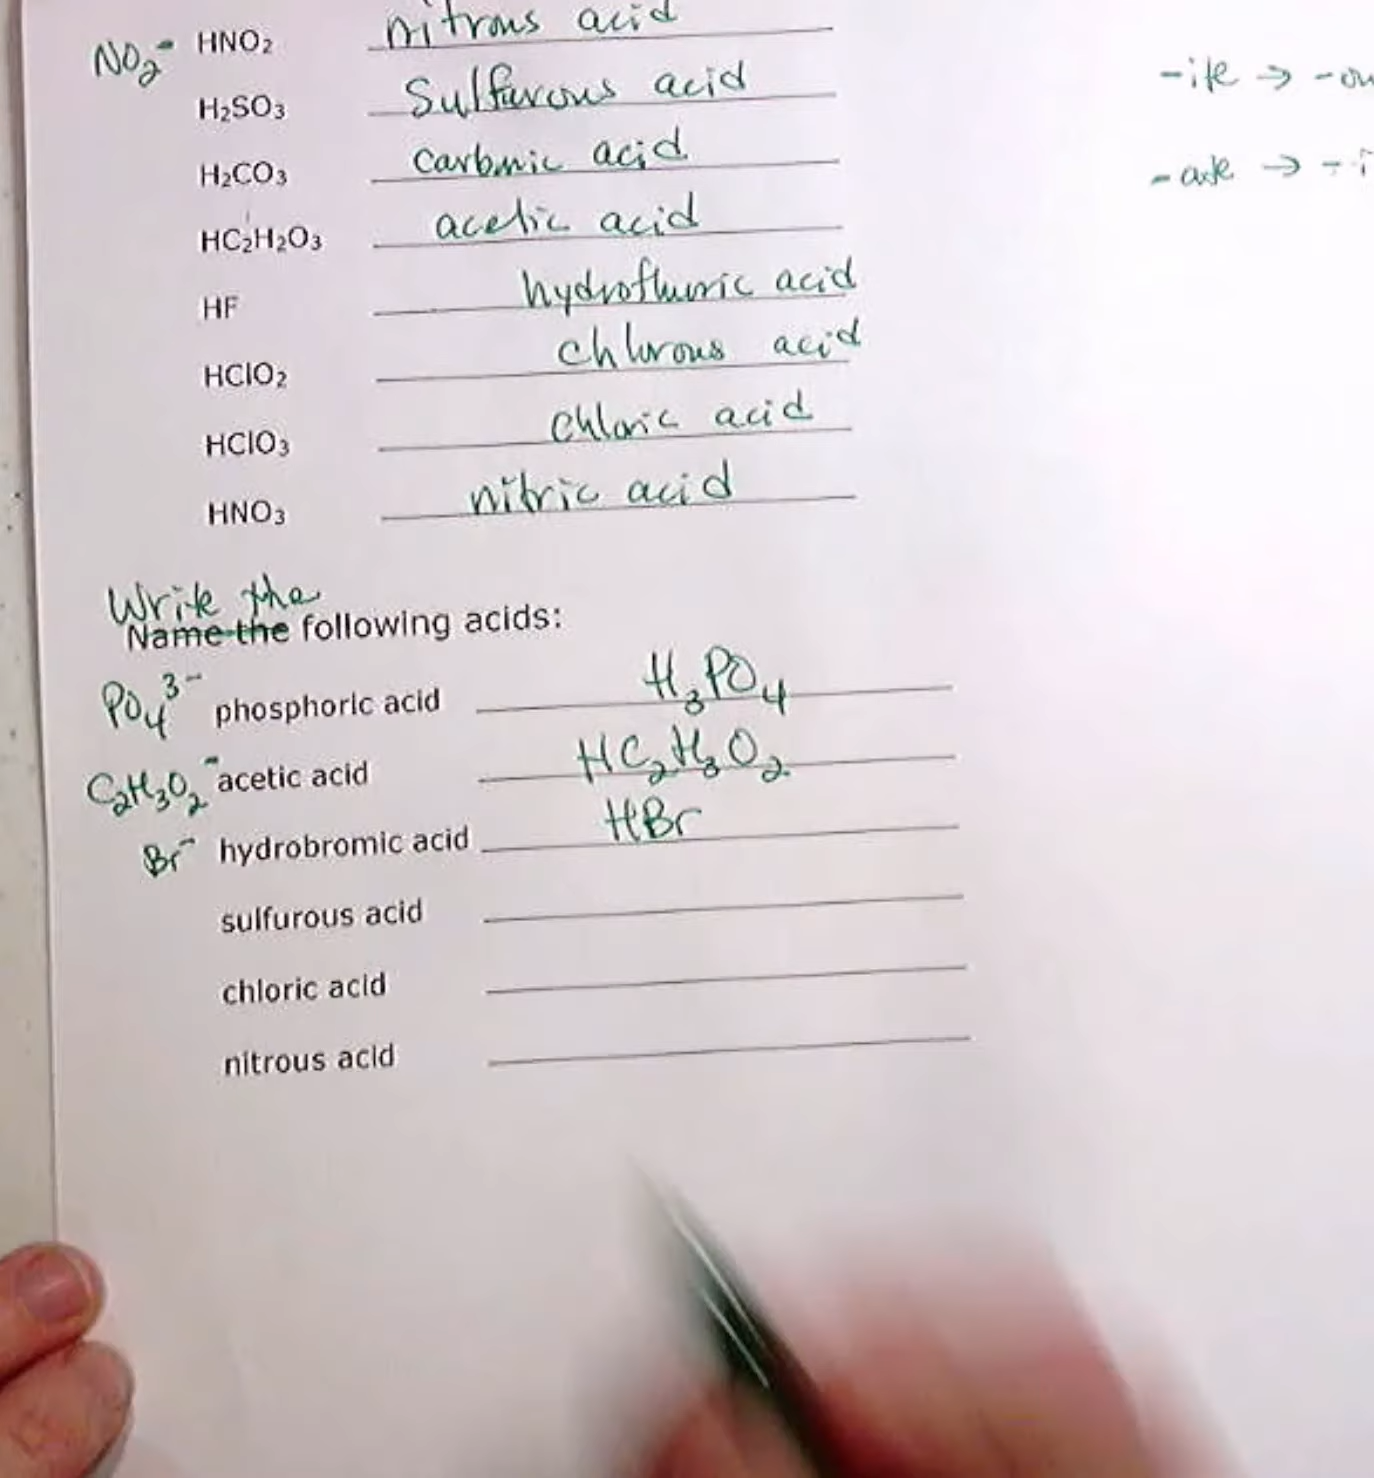 NO₂⁻ HNO₂ nitrous acid
-ite → -ou
H₂SO₃ Sulfurous acid
H₂CO₃ carbonic acid
-ate → -i
HC₂H₂O₃ acetic acid
HF hydrofluoric acid
HClO₂ chlorous acid
HClO₃ chloric acid
HNO₃ nitric acid
Write the
Name the following acids:
PO₄³⁻ phosphoric acid H₃PO₄
C₂H₃O₂⁻ acetic acid HC₂H₃O₂
Br⁻ hydrobromic acid HBr
sulfurous acid
chloric acid
nitrous acid